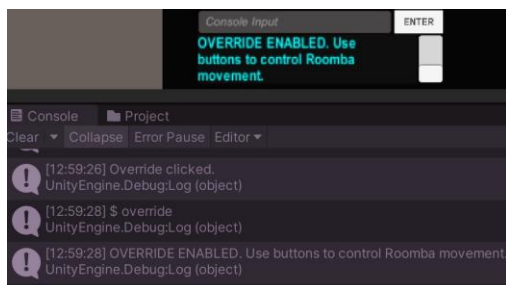 Console Input
ENTER
OVERRIDE ENABLED. Use
buttons to control Roomba
movement.
Console Project
Clear Collapse Error Pause Editor
[12:59:26] Override clicked.
UnityEngine.Debug:Log (object)
[12:59:28] $ override
UnityEngine.Debug:Log (object)
[12:59:28] OVERRIDE ENABLED. Use buttons to control Roomba movement.
UnityEngine.Debug:Log (object)